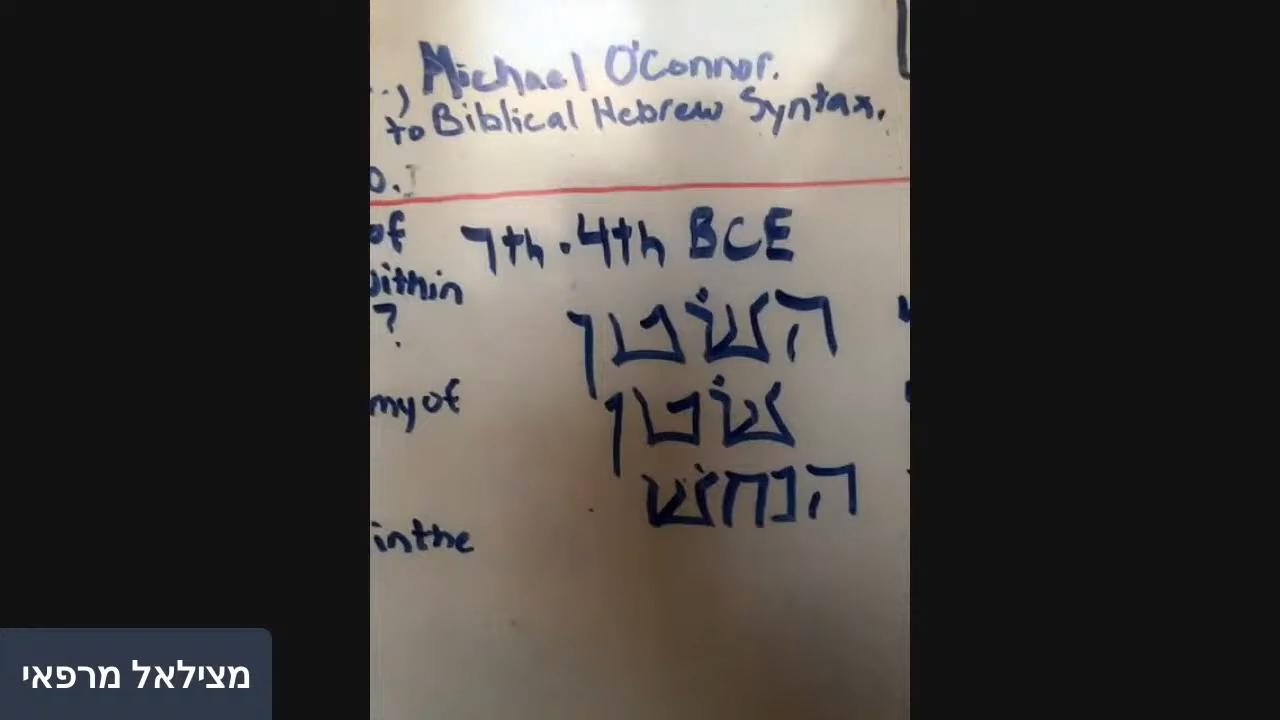 .., Michael O'Connor.
to Biblical Hebrew Syntax.
0.]
of
7th. 4th BCE
within
?
השׂטן
my of
שׂטן
הנחשׁ
in the
מצילאל מרפאי